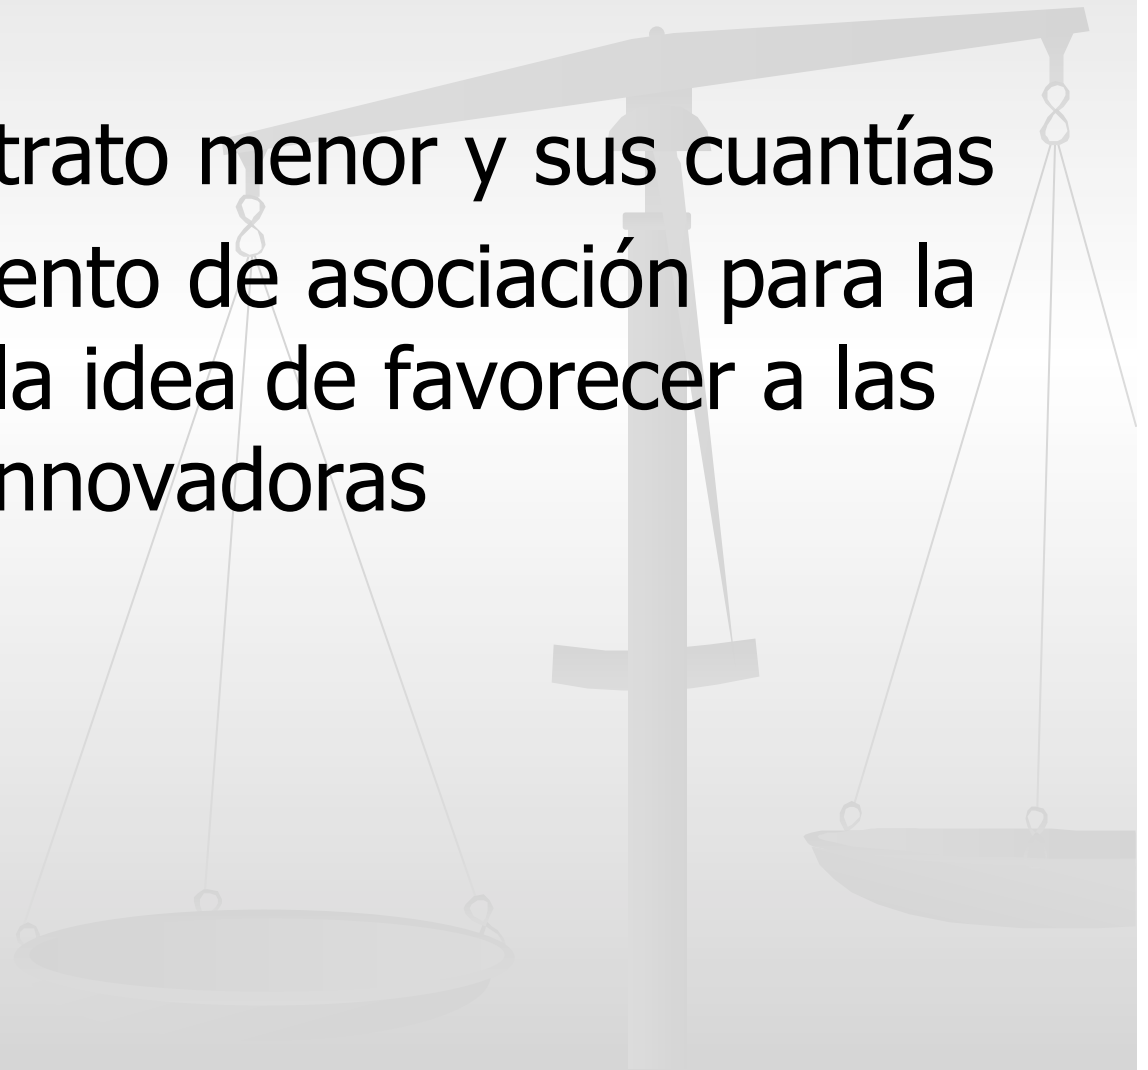 trato menor y sus cuantías
ento de asociación para la
la idea de favorecer a las
nnovadoras